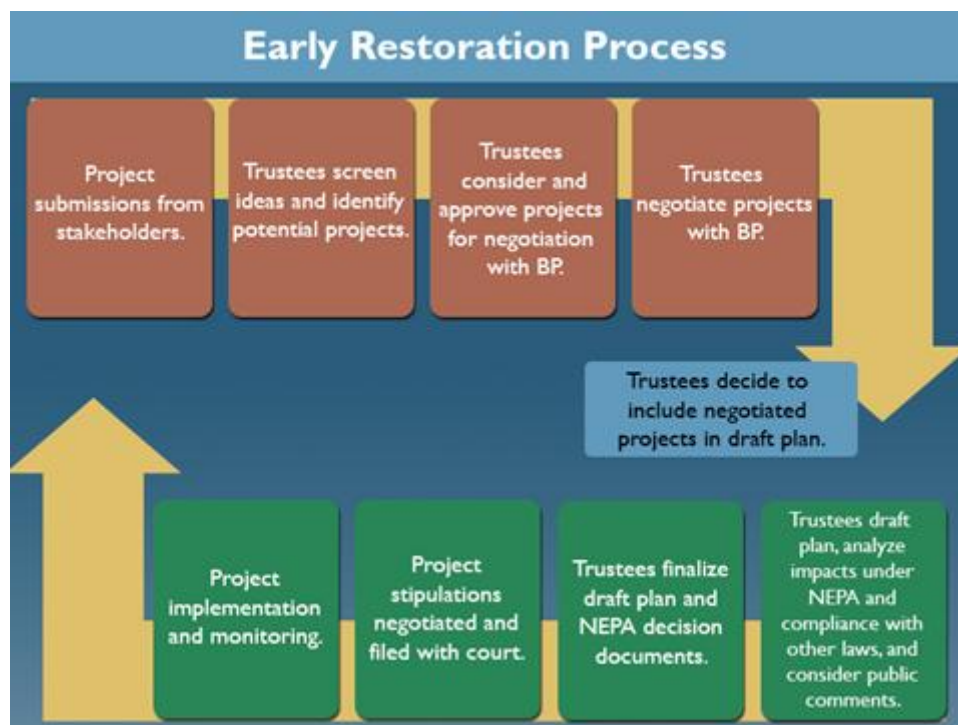 Early Restoration Process
Project
submissions from
stakeholders.
Trustees screen
ideas and identify
potential projects.
Trustees
consider and
approve projects
for negotiation
with BP.
Trustees
negotiate projects
with BP.
Trustees decide to
include negotiated
projects in draft plan.
Project
implementation
and monitoring.
Project
stipulations
negotiated and
filed with court.
Trustees finalize
draft plan and
NEPA decision
documents.
Trustees draft
plan, analyze
impacts under
NEPA and
compliance with
other laws, and
consider public
comments.